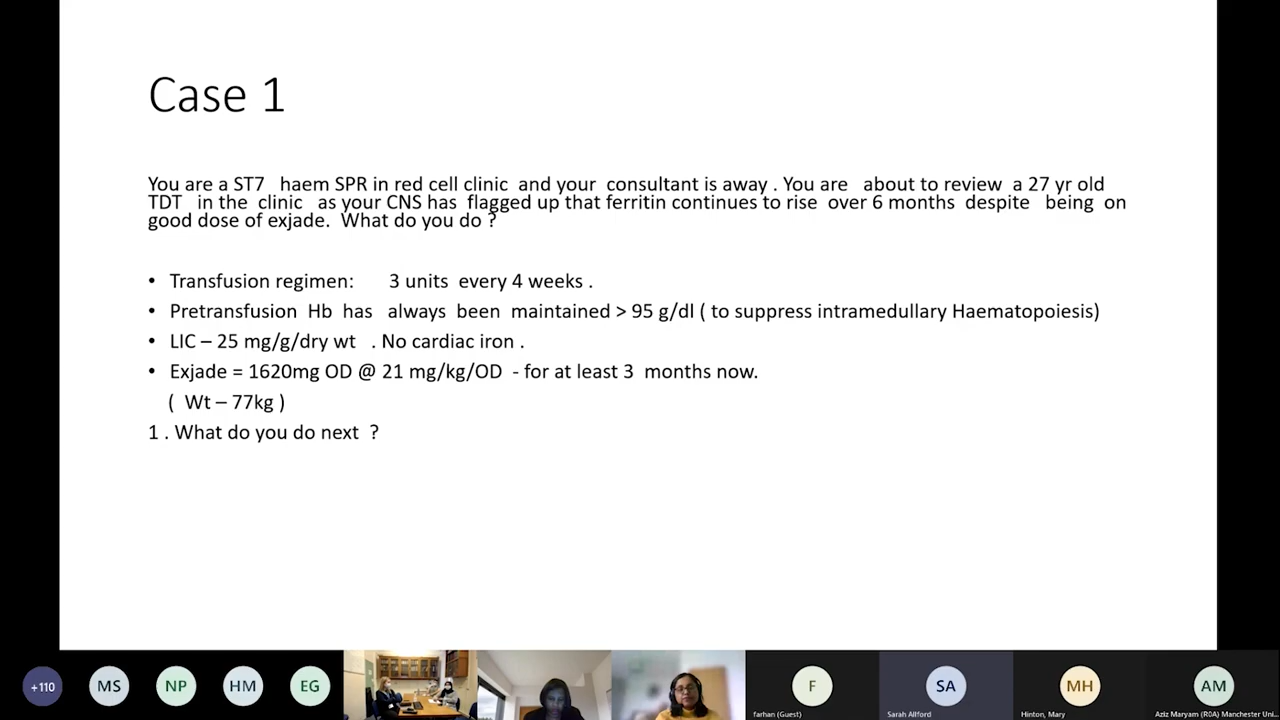 Case 1
You are a ST7 haem SPR in red cell clinic and your consultant is away . You are about to review a 27 yr old
TDT in the clinic as your CNS has flagged up that ferritin continues to rise over 6 months despite being on
good dose of exjade. What do you do ?
• Transfusion regimen: 3 units every 4 weeks .
• Pretransfusion Hb has always been maintained > 95 g/dl ( to suppress intramedullary Haematopoiesis)
• LIC – 25 mg/g/dry wt . No cardiac iron .
• Exjade = 1620mg OD @ 21 mg/kg/OD - for at least 3 months now.
( Wt – 77kg )
1 . What do you do next ?
+110 MS NP HM EG F SA MH AM
farhan (Guest) Sarah Allford Hinton, Mary Aziz Maryam (R0A) Manchester Uni...